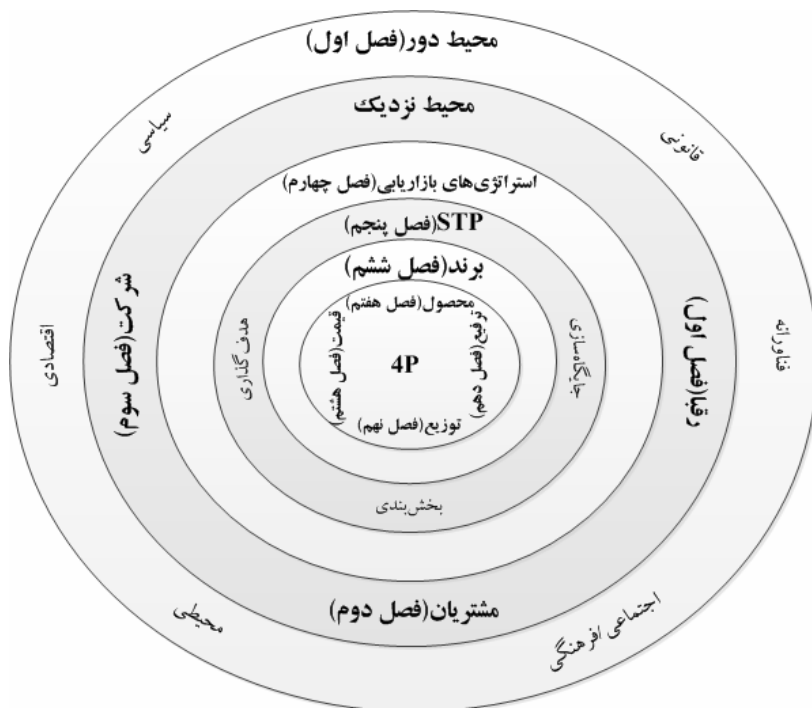 محیط دور(فصل اول)
سیاسی
قانونی
محیط نزدیک
استراتژی‌های بازاریابی(فصل چهارم)
STP(فصل پنجم)
برند(فصل ششم)
محصول(فصل هفتم)
ترفیع(فصل دهم)
4P
قیمت(فصل هشتم)
توزیع(فصل نهم)
فناورانه
رقبا(فصل اول)
جایگاه‌سازی
هدف‌گذاری
شرکت(فصل سوم)
اقتصادی
بخش‌بندی
مشتریان(فصل دوم)
اجتماعی/فرهنگی
محیطی